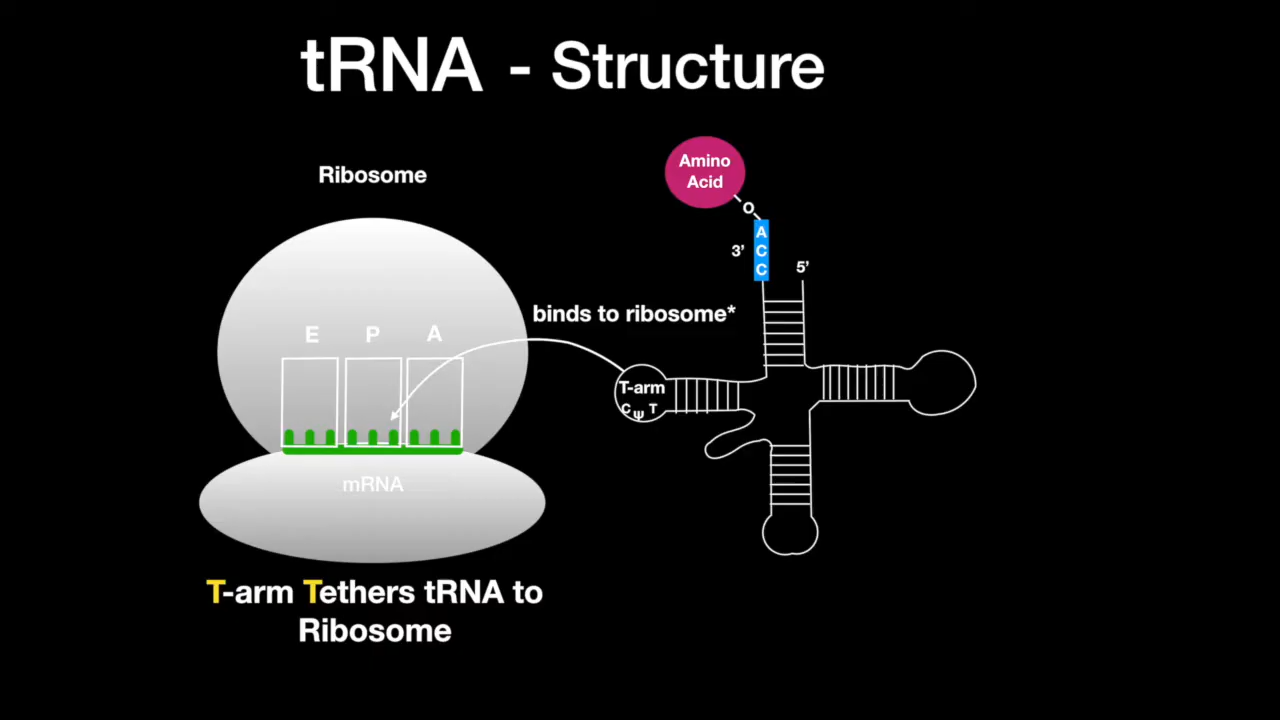 tRNA - Structure
Ribosome
Amino
Acid
O
A
C
C
3’
5’
binds to ribosome*
E P A
T-arm
C ψ T
mRNA
T-arm Tethers tRNA to
Ribosome